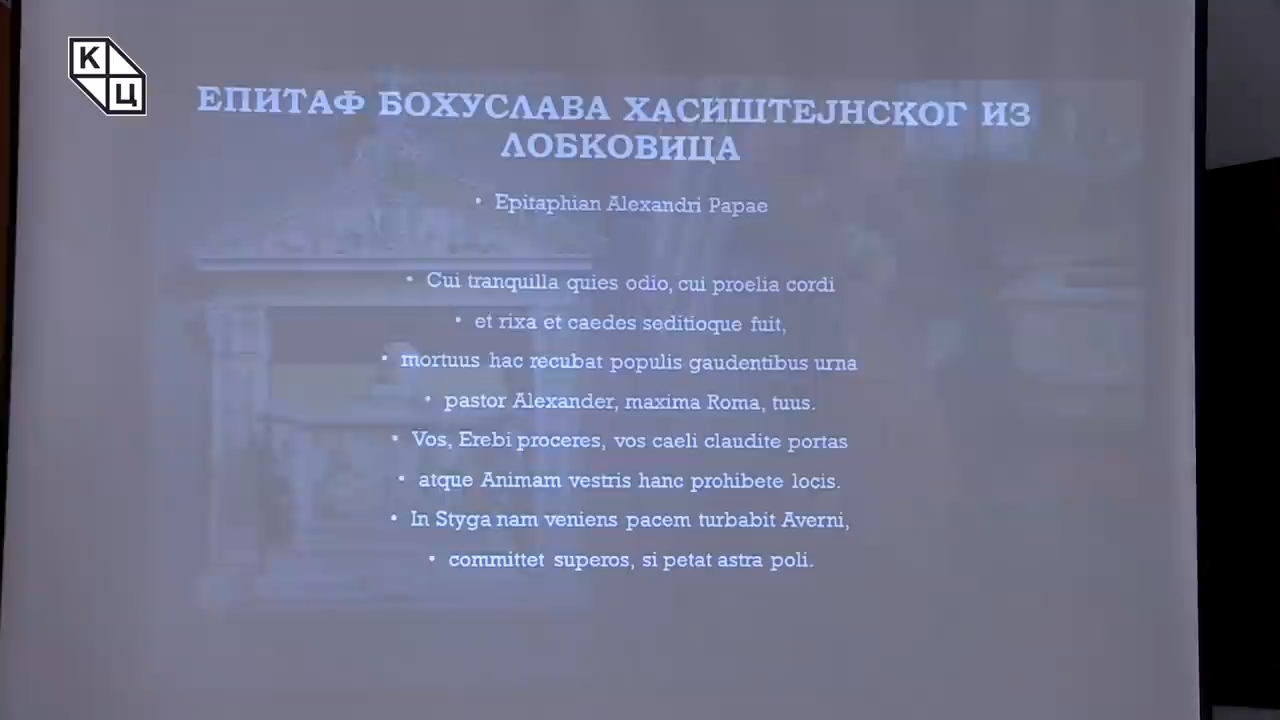 К
Ц
ЕПИТАФ БОХУСЛАВА ХАСИШТЕЈНСКОГ ИЗ
ЛОБКОВИЦА
• Epitaphian Alexandri Papae
• Cui tranquilla quies odio, cui proelia cordi
• et rixa et caedes seditioque fuit,
• mortuus hac recubat populis gaudentibus urna
• pastor Alexander, maxima Roma, tuus.
• Vos, Erebi proceres, vos caeli claudite portas
• atque Animam vestris hanc prohibete locis.
• In Styga nam veniens pacem turbabit Averni,
• committet superos, si petat astra poli.